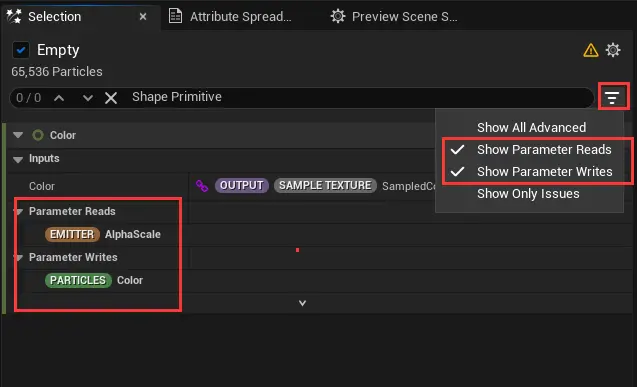 Selection
Attribute Spread...
Preview Scene S...
Empty
65,536 Particles
0 / 0
Shape Primitive
Show All Advanced
Show Parameter Reads
Show Parameter Writes
Show Only Issues
Color
Inputs
Color
OUTPUT SAMPLE TEXTURE SampledCo
Parameter Reads
EMITTER AlphaScale
Parameter Writes
PARTICLES Color